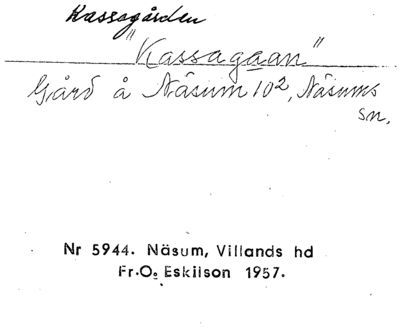 Kassagården
"Kassagaan"
Gård å Näsum 10², Näsums
sn.
Nr 5944. Näsum, Villands hd
Fr.O. Eskilson 1957.